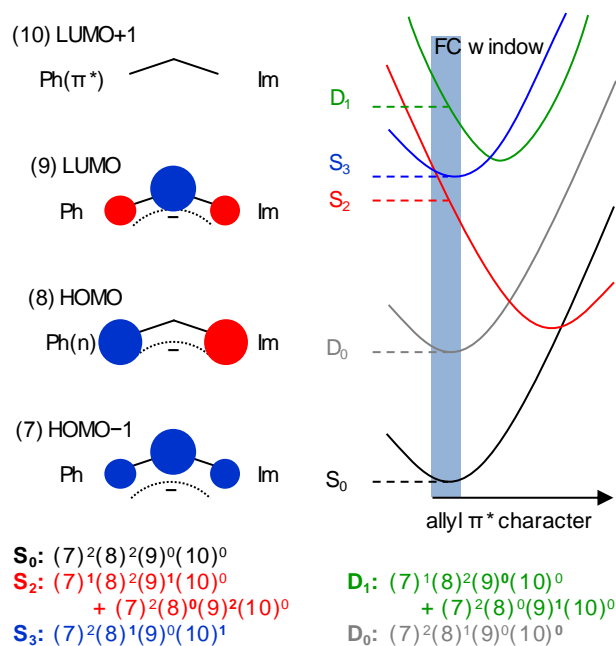 (10) LUMO+1
Ph(π*) Im
(9) LUMO
Ph − Im
(8) HOMO
Ph(n) − Im
(7) HOMO−1
Ph − Im
FC window
D₁
S₃
S₂
D₀
S₀
allyl π* character
S₀: (7)²(8)²(9)⁰(10)⁰
S₂: (7)¹(8)²(9)¹(10)⁰
+ (7)²(8)⁰(9)²(10)⁰
S₃: (7)²(8)¹(9)⁰(10)¹
D₁: (7)¹(8)²(9)⁰(10)⁰
+ (7)²(8)⁰(9)¹(10)⁰
D₀: (7)²(8)¹(9)⁰(10)⁰